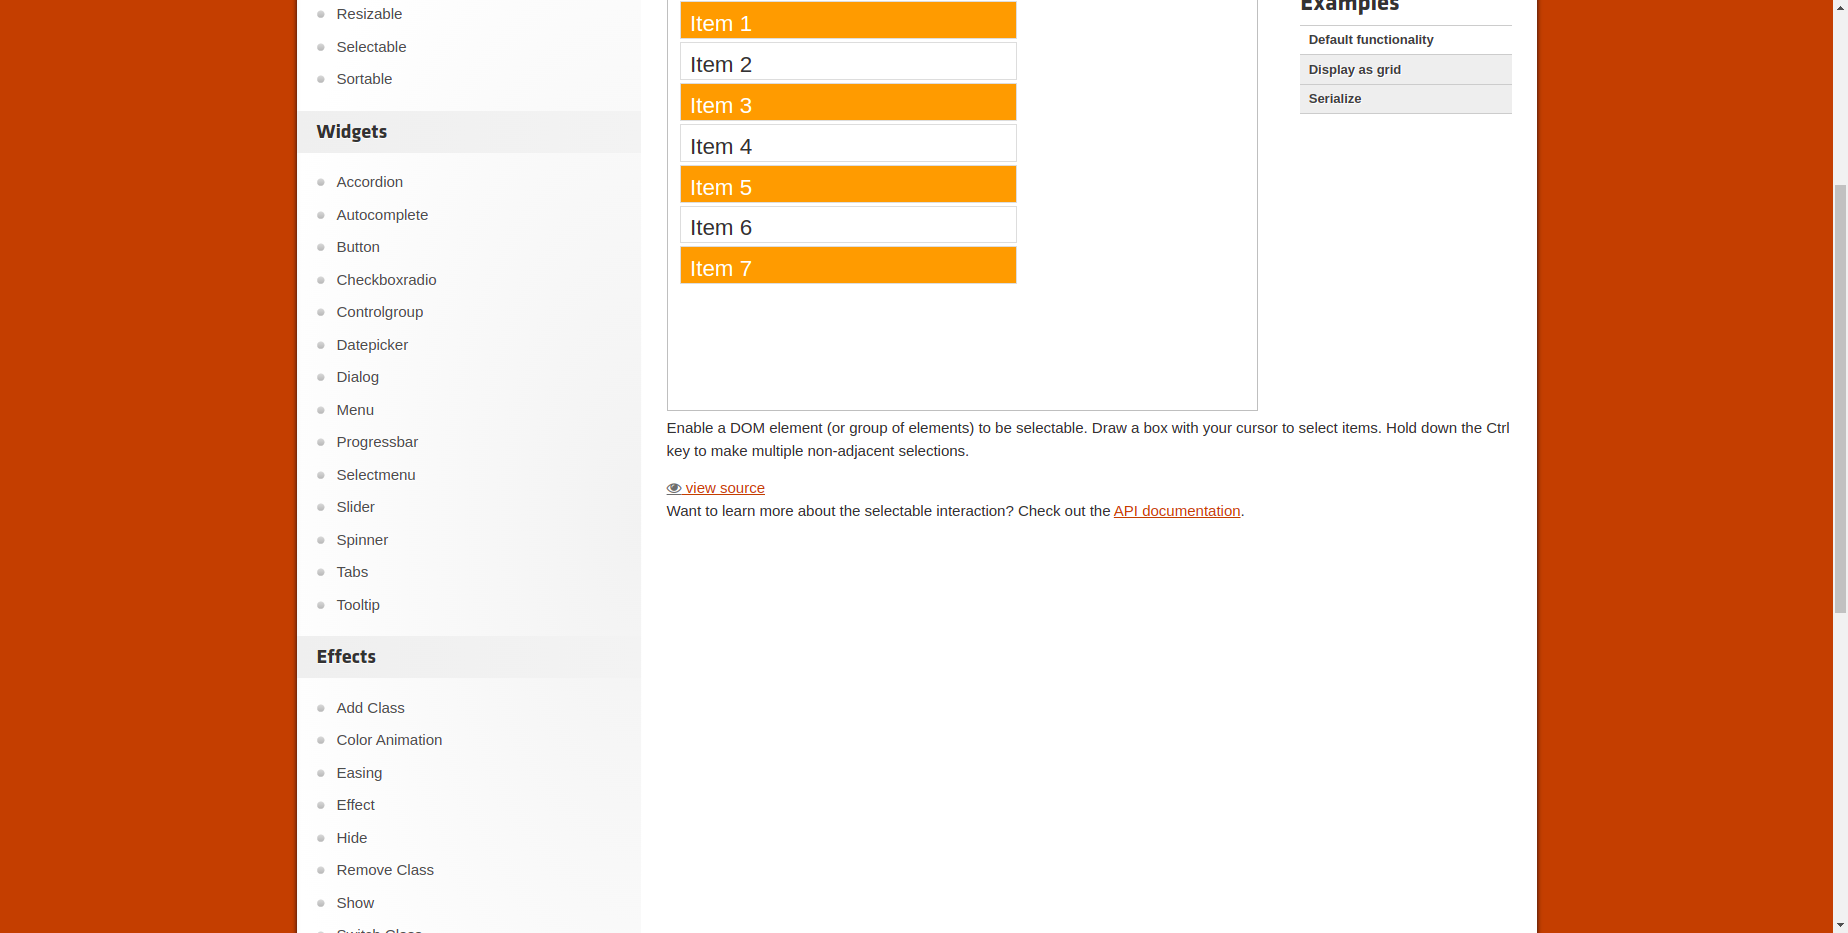 Resizable
Selectable
Sortable
Widgets
Accordion
Autocomplete
Button
Checkboxradio
Controlgroup
Datepicker
Dialog
Menu
Progressbar
Selectmenu
Slider
Spinner
Tabs
Tooltip
Effects
Add Class
Color Animation
Easing
Effect
Hide
Remove Class
Show
Switch Class
Item 1
Item 2
Item 3
Item 4
Item 5
Item 6
Item 7
Enable a DOM element (or group of elements) to be selectable. Draw a box with your cursor to select items. Hold down the Ctrl
key to make multiple non-adjacent selections.
view source
Want to learn more about the selectable interaction? Check out the API documentation.
Examples
Default functionality
Display as grid
Serialize